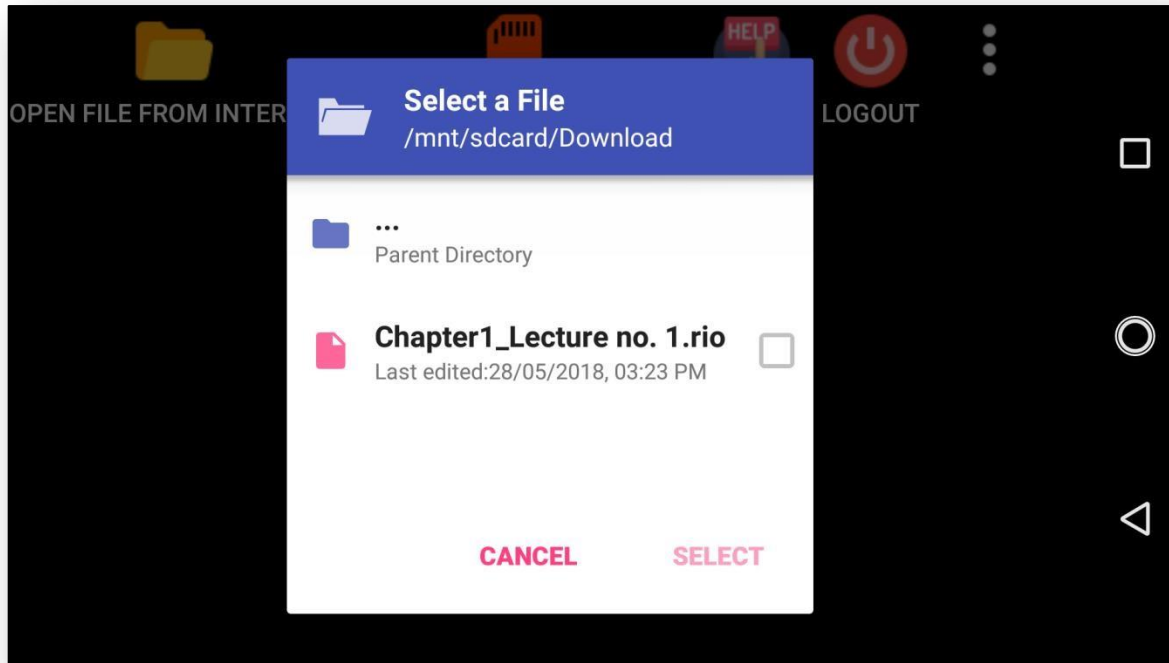 HELP
OPEN FILE FROM INTER
LOGOUT
Select a File
/mnt/sdcard/Download
...
Parent Directory
Chapter1_Lecture no. 1.rio
Last edited:28/05/2018, 03:23 PM
CANCEL SELECT